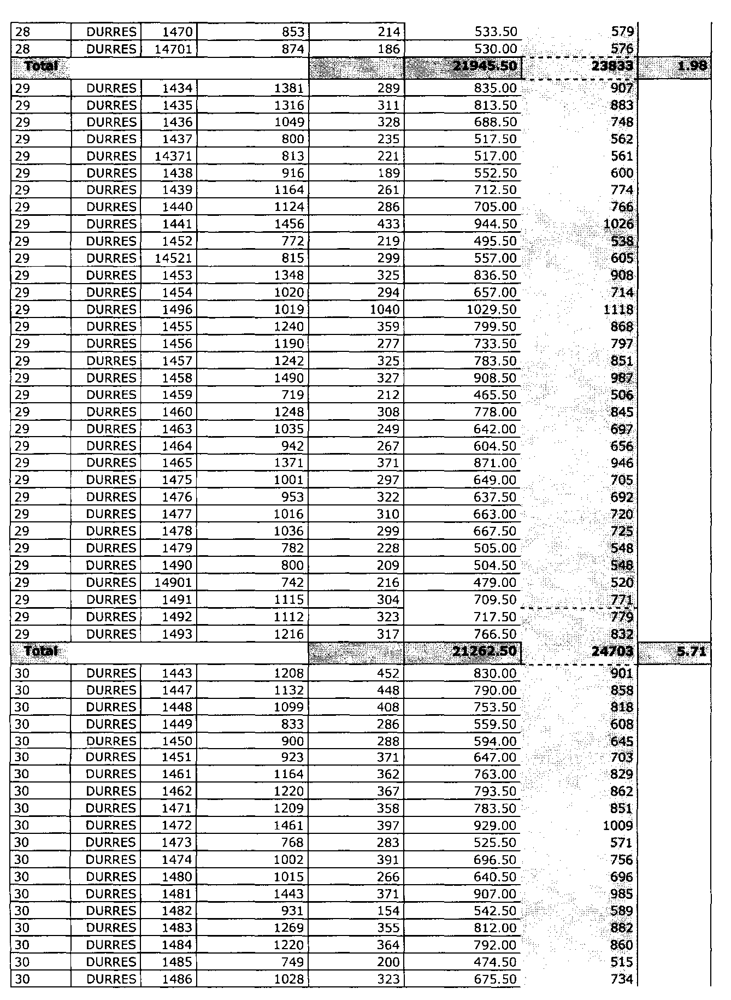 28 DURRES 1470 853 214 533.50 579
28 DURRES 14701 874 186 530.00 576
Total 21945.50 23833 1.98
29 DURRES 1434 1381 289 835.00 907
29 DURRES 1435 1316 311 813.50 883
29 DURRES 1436 1049 328 688.50 748
29 DURRES 1437 800 235 517.50 562
29 DURRES 14371 813 221 517.00 561
29 DURRES 1438 916 189 552.50 600
29 DURRES 1439 1164 261 712.50 774
29 DURRES 1440 1124 286 705.00 766
29 DURRES 1441 1456 433 944.50 1026
29 DURRES 1452 772 219 495.50 538
29 DURRES 14521 815 299 557.00 605
29 DURRES 1453 1348 325 836.50 908
29 DURRES 1454 1020 294 657.00 714
29 DURRES 1496 1019 1040 1029.50 1118
29 DURRES 1455 1240 359 799.50 868
29 DURRES 1456 1190 277 733.50 797
29 DURRES 1457 1242 325 783.50 851
29 DURRES 1458 1490 327 908.50 987
29 DURRES 1459 719 212 465.50 506
29 DURRES 1460 1248 308 778.00 845
29 DURRES 1463 1035 249 642.00 697
29 DURRES 1464 942 267 604.50 656
29 DURRES 1465 1371 371 871.00 946
29 DURRES 1475 1001 297 649.00 705
29 DURRES 1476 953 322 637.50 692
29 DURRES 1477 1016 310 663.00 720
29 DURRES 1478 1036 299 667.50 725
29 DURRES 1479 782 228 505.00 548
29 DURRES 1490 800 209 504.50 548
29 DURRES 14901 742 216 479.00 520
29 DURRES 1491 1115 304 709.50 771
29 DURRES 1492 1112 323 717.50 779
29 DURRES 1493 1216 317 766.50 832
Total 21262.50 24703 5.71
30 DURRES 1443 1208 452 830.00 901
30 DURRES 1447 1132 448 790.00 858
30 DURRES 1448 1099 408 753.50 818
30 DURRES 1449 833 286 559.50 608
30 DURRES 1450 900 288 594.00 645
30 DURRES 1451 923 371 647.00 703
30 DURRES 1461 1164 362 763.00 829
30 DURRES 1462 1220 367 793.50 862
30 DURRES 1471 1209 358 783.50 851
30 DURRES 1472 1461 397 929.00 1009
30 DURRES 1473 768 283 525.50 571
30 DURRES 1474 1002 391 696.50 756
30 DURRES 1480 1015 266 640.50 696
30 DURRES 1481 1443 371 907.00 985
30 DURRES 1482 931 154 542.50 589
30 DURRES 1483 1269 355 812.00 882
30 DURRES 1484 1220 364 792.00 860
30 DURRES 1485 749 200 474.50 515
30 DURRES 1486 1028 323 675.50 734